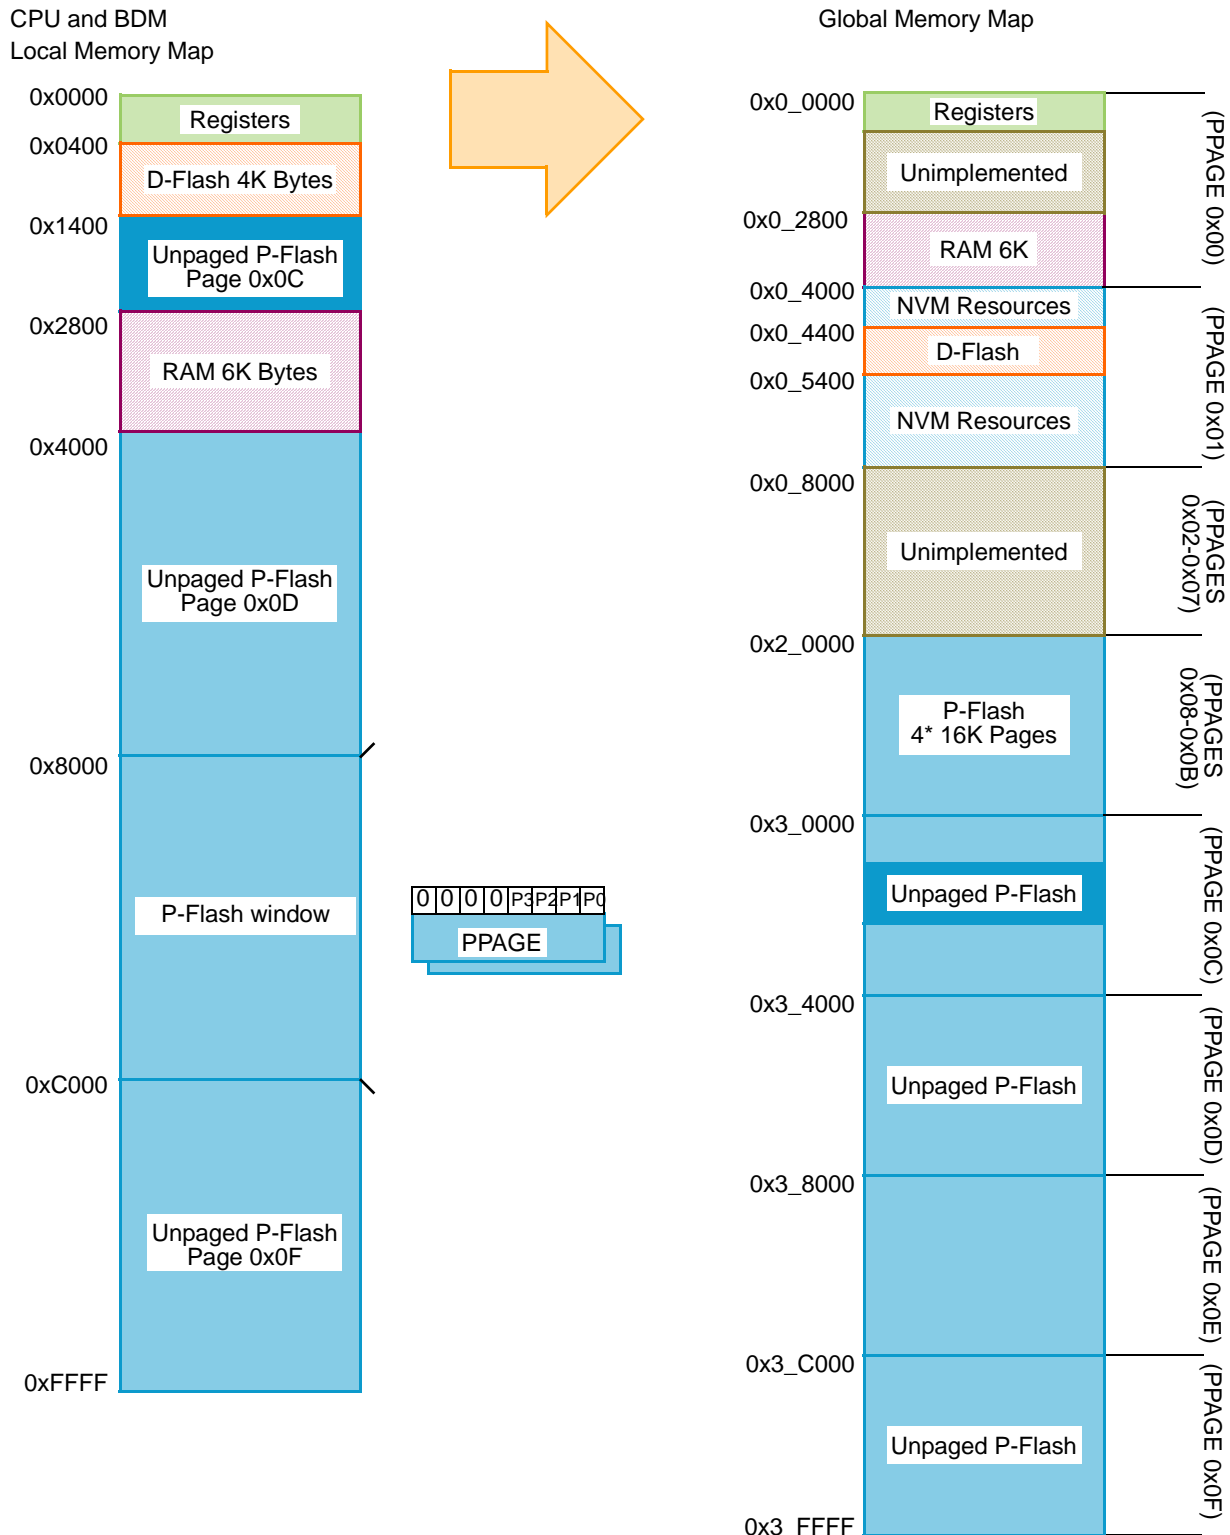 CPU and BDM
Local Memory Map
0x0000
Registers
0x0400
D-Flash 4K Bytes
0x1400
Unpaged P-Flash
Page 0x0C
0x2800
RAM 6K Bytes
0x4000
Unpaged P-Flash
Page 0x0D
0x8000
P-Flash window
0xC000
Unpaged P-Flash
Page 0x0F
0xFFFF
0 0 0 0 P3 P2 P1 P0
PPAGE
Global Memory Map
0x0_0000
Registers
Unimplemented
(PPAGE 0x00)
0x0_2800
RAM 6K
0x0_4000
NVM Resources
0x0_4400
D-Flash
(PPAGE 0x01)
0x0_5400
NVM Resources
0x0_8000
Unimplemented
(PPAGES
0x02-0x07)
0x2_0000
P-Flash
4* 16K Pages
(PPAGES
0x08-0x0B)
0x3_0000
Unpaged P-Flash
(PPAGE 0x0C)
0x3_4000
Unpaged P-Flash
(PPAGE 0x0D)
0x3_8000
(PPAGE 0x0E)
0x3_C000
Unpaged P-Flash
(PPAGE 0x0F)
0x3_FFFF